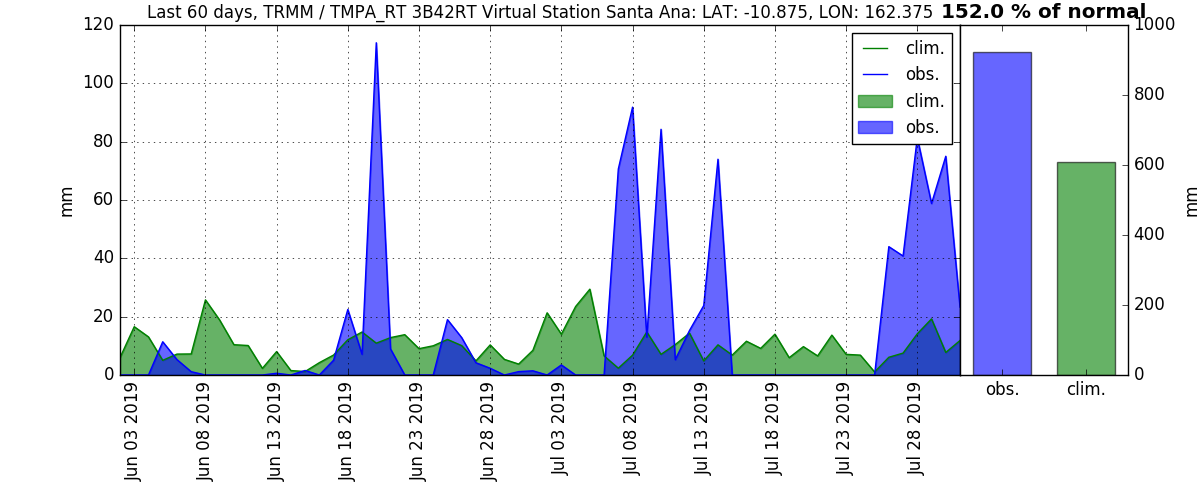 Last 60 days, TRMM / TMPA_RT 3B42RT Virtual Station Santa Ana: LAT: -10.875, LON: 162.375 152.0 % of normal
120
100
80
60
40
20
0
mm
clim.
obs.
clim.
obs.
Jun 03 2019
Jun 08 2019
Jun 13 2019
Jun 18 2019
Jun 23 2019
Jun 28 2019
Jul 03 2019
Jul 08 2019
Jul 13 2019
Jul 18 2019
Jul 23 2019
Jul 28 2019
1000
800
600
400
200
0
mm
obs.
clim.